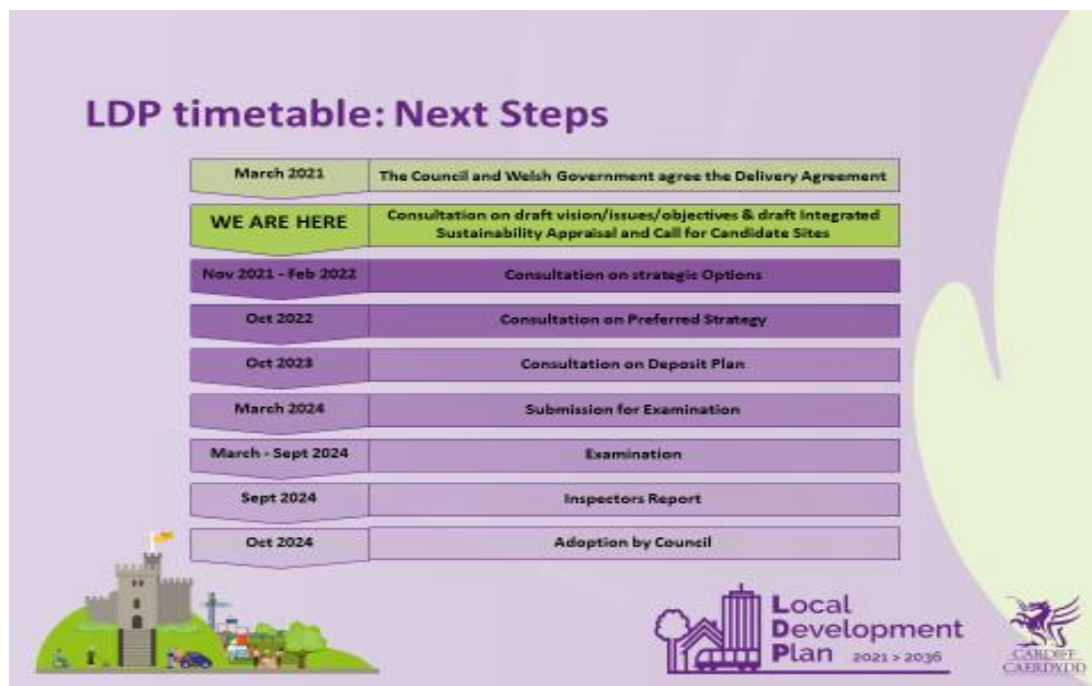 LDP timetable: Next Steps
March 2021
The Council and Welsh Government agree the Delivery Agreement
WE ARE HERE
Consultation on draft vision/issues/objectives & draft Integrated
Sustainability Appraisal and Call for Candidate Sites
Nov 2021 - Feb 2022
Consultation on strategic Options
Oct 2022
Consultation on Preferred Strategy
Oct 2023
Consultation on Deposit Plan
March 2024
Submission for Examination
March - Sept 2024
Examination
Sept 2024
Inspectors Report
Oct 2024
Adoption by Council
Local
Development
Plan 2021 > 2036
CARDIFF
CAERDYDD